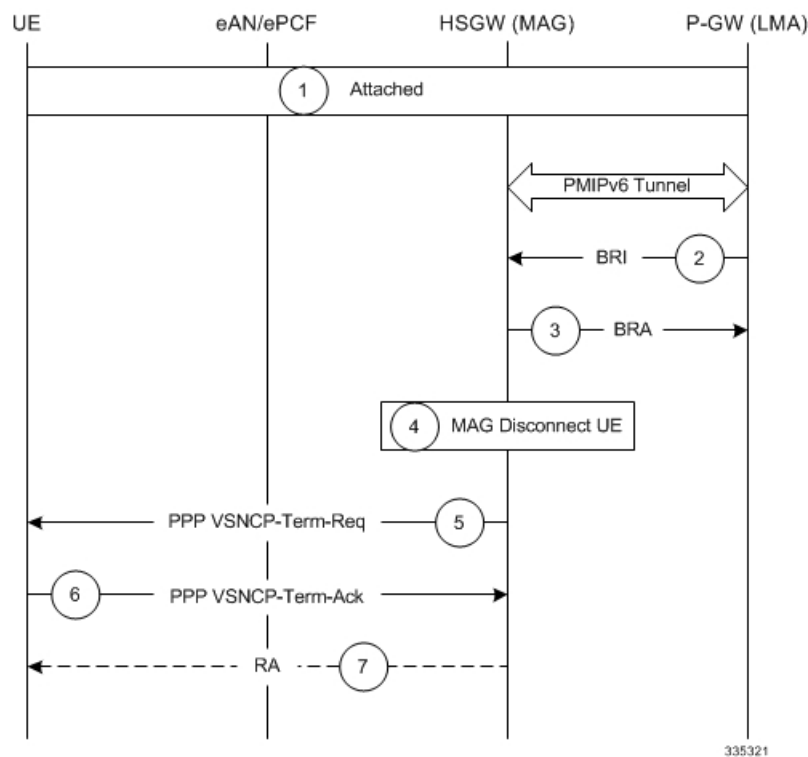 UE eAN/ePCF HSGW (MAG) P-GW (LMA)
1 Attached
PMIPv6 Tunnel
BRI 2
3 BRA
4 MAG Disconnect UE
PPP VSNCP-Term-Req 5
6 PPP VSNCP-Term-Ack
RA 7
335321